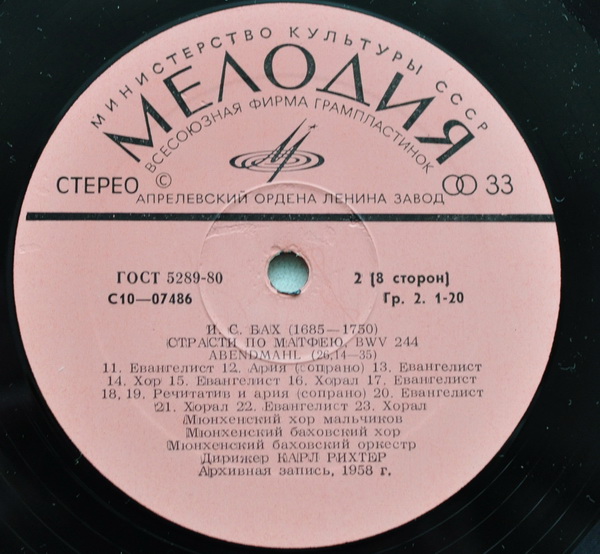 МИНИСТЕРСТВО КУЛЬТУРЫ СССР
МЕЛОДИЯ
ВСЕСОЮЗНАЯ ФИРМА ГРАМПЛАСТИНОК
СТЕРЕО © 33
АПРЕЛЕВСКИЙ ОРДЕНА ЛЕНИНА ЗАВОД
ГОСТ 5289-80 2 [8 сторон]
С10—07486 Гр. 2. 1-20
И. С. БАХ (1685—1750)
СТРАСТИ ПО МАТФЕЮ, BWV 244
ABENDMAHL (26,14—35)
11. Евангелист 12. Ария (сопрано) 13. Евангелист
14. Хор 15. Евангелист 16. Хорал 17. Евангелист
18, 19. Речитатив и ария (сопрано) 20. Евангелист
21. Хорал 22. Евангелист 23. Хорал
Мюнхенский хор мальчиков
Мюнхенский баховский хор
Мюнхенский баховский оркестр
Дирижер КАРЛ РИХТЕР
Архивная запись, 1958 г.